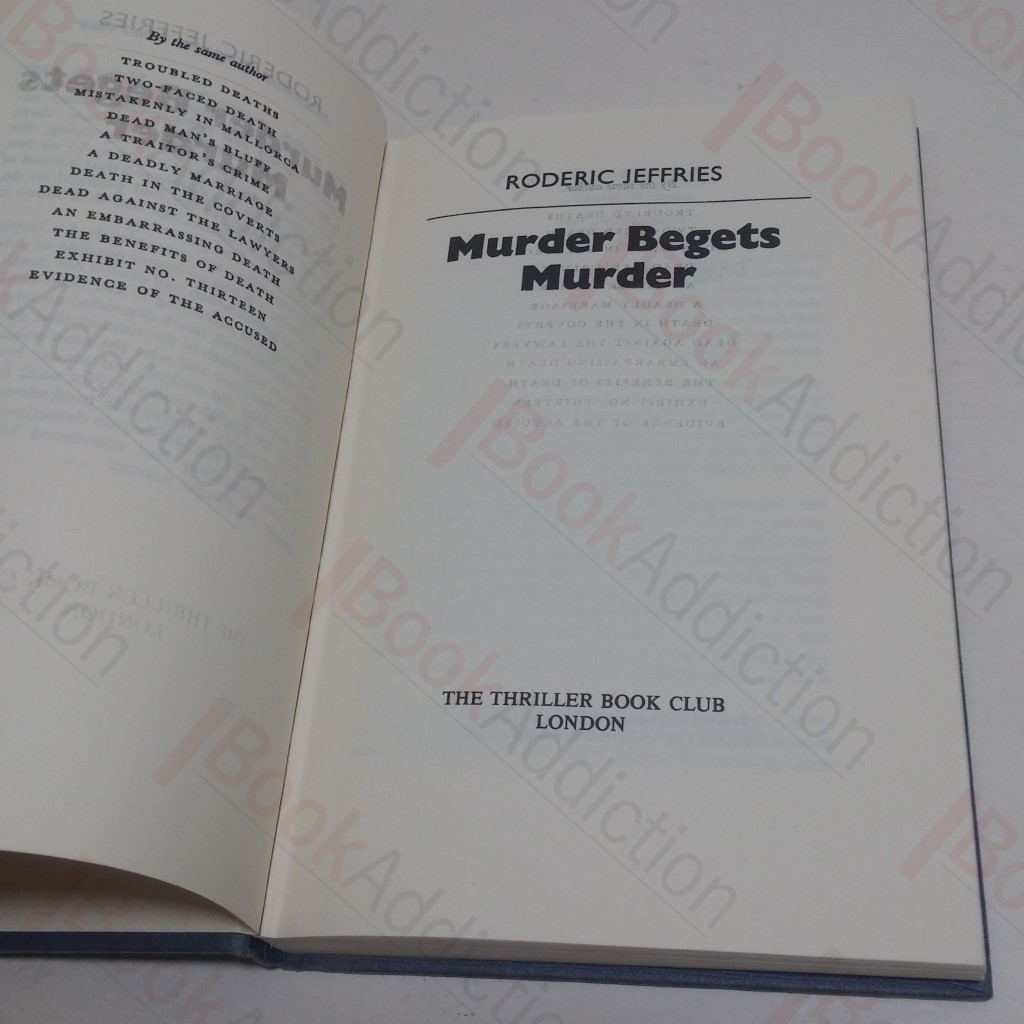 By the same author
TROUBLED DEATHS
TWO-FACED DEATH
MISTAKENLY IN MALLORCA
DEAD MAN'S BLUFF
A TRAITOR'S CRIME
A DEADLY MARRIAGE
DEATH IN THE COVERTS
DEAD AGAINST THE LAWYERS
AN EMBARRASSING DEATH
THE BENEFITS OF DEATH
EXHIBIT NO. THIRTEEN
EVIDENCE OF THE ACCUSED
RODERIC JEFFRIES
Murder Begets
Murder
THE THRILLER BOOK CLUB
LONDON
BookAddiction